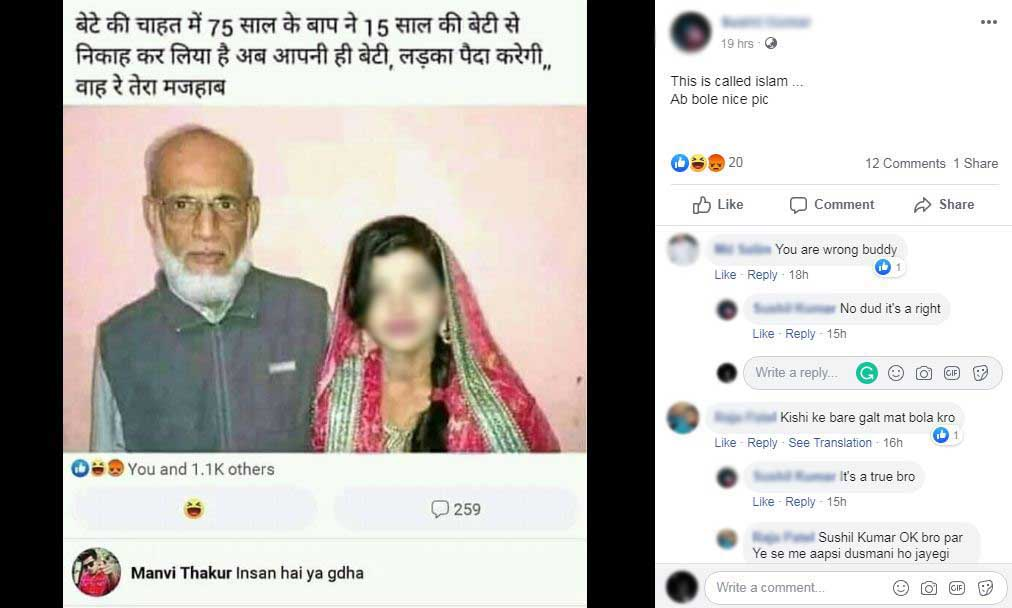 बेटे की चाहत में 75 साल के बाप ने 15 साल की बेटी से
निकाह कर लिया है अब आपनी ही बेटी, लड़का पैदा करेगी,,
वाह रे तेरा मजहाब
You and 1.1K others
259
Manvi Thakur Insan hai ya gdha
19 hrs
This is called islam ...
Ab bole nice pic
20
12 Comments 1 Share
Like Comment Share
You are wrong buddy
1
Like · Reply · 18h
No dud it's a right
Like · Reply · 15h
Write a reply...
GIF
Kishi ke bare galt mat bola kro
1
Like · Reply · See Translation · 16h
It's a true bro
Like · Reply · 15h
Sushil Kumar OK bro par
Ye se me aapsi dusmani ho jayegi
Write a comment...
GIF